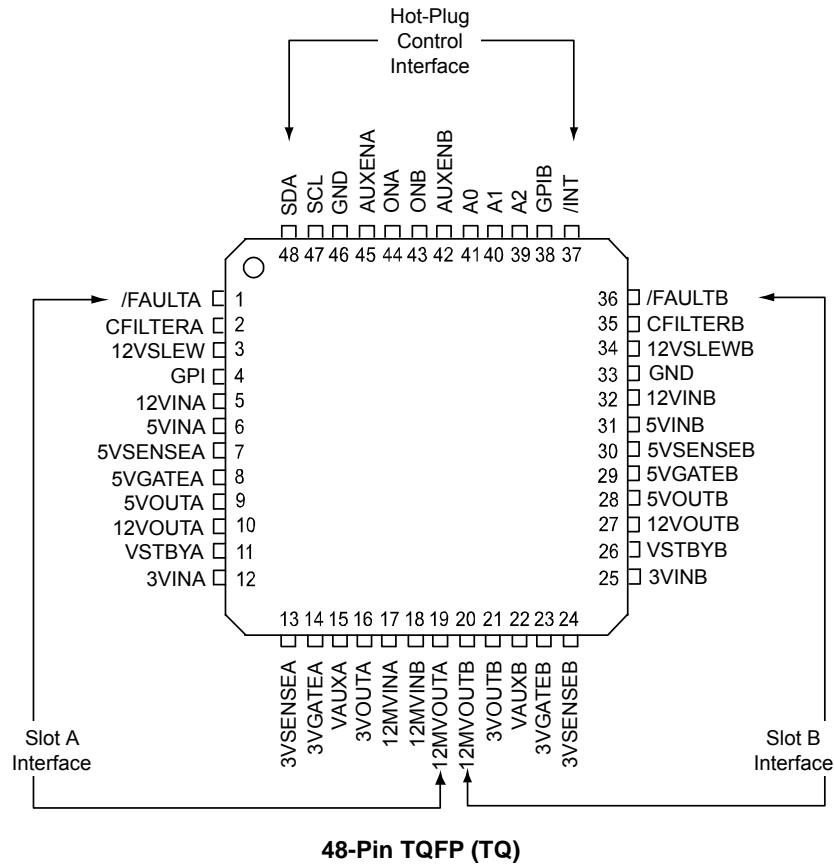 Hot-Plug
Control
Interface
SDA
SCL
GND
AUXENA
ONA
ONB
AUXENB
A0
A1
A2
GPIB
/INT
48 47 46 45 44 43 42 41 40 39 38 37
/FAULTA 1
CFILTERA 2
12VSLEW 3
GPI 4
12VINA 5
5VINA 6
5VSENSEA 7
5VGATEA 8
5VOUTA 9
12VOUTA 10
VSTBYA 11
3VINA 12
36 /FAULTB
35 CFILTERB
34 12VSLEWB
33 GND
32 12VINB
31 5VINB
30 5VSENSEB
29 5VGATEB
28 5VOUTB
27 12VOUTB
26 VSTBYB
25 3VINB
13 14 15 16 17 18 19 20 21 22 23 24
3VSENSEA
3VGATEA
VAUXA
3VOUTA
12MVINA
12MVINB
12MVOUTA
12MVOUTB
3VOUTB
VAUXB
3VGATEB
3VSENSEB
Slot A
Interface
Slot B
Interface
48-Pin TQFP (TQ)